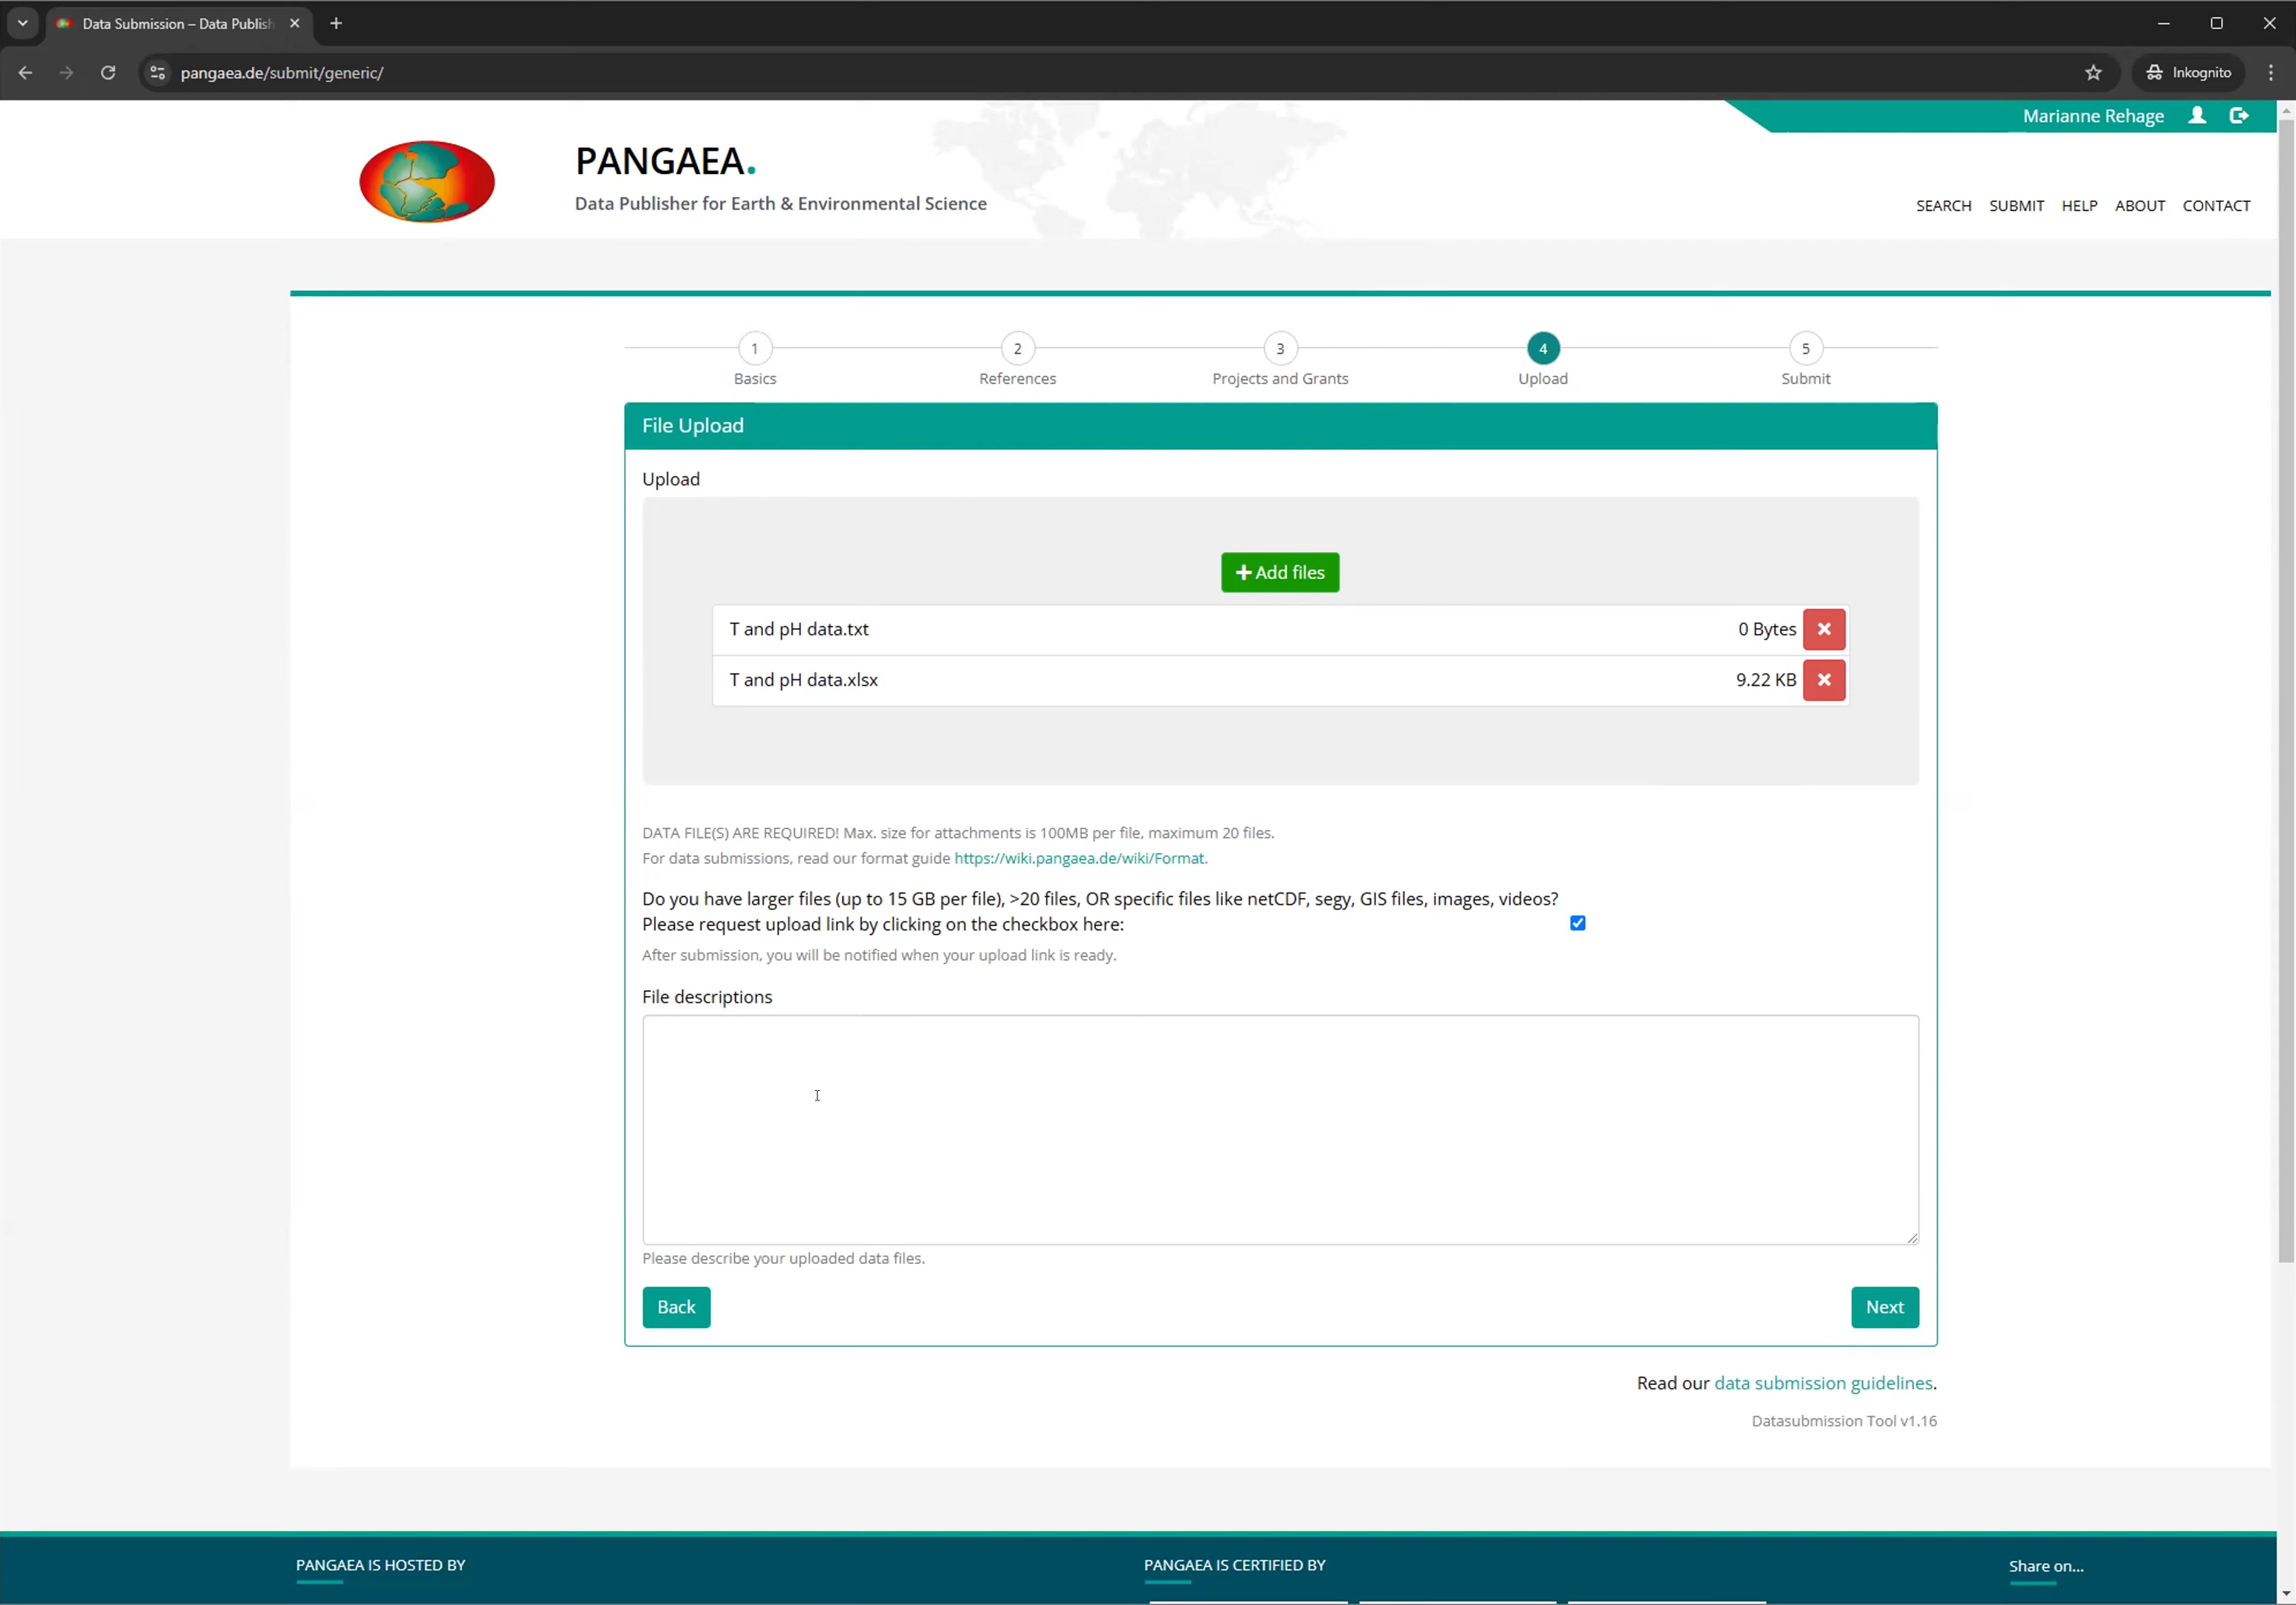 Data Submission – Data Publish
pangaea.de/submit/generic/
Inkognito
Marianne Rehage
PANGAEA.
Data Publisher for Earth & Environmental Science
SEARCH SUBMIT HELP ABOUT CONTACT
1 2 3 4 5
Basics References Projects and Grants Upload Submit
File Upload
Upload
Add files
T and pH data.txt 0 Bytes
T and pH data.xlsx 9.22 KB
DATA FILE(S) ARE REQUIRED! Max. size for attachments is 100MB per file, maximum 20 files.
For data submissions, read our format guide https://wiki.pangaea.de/wiki/Format.
Do you have larger files (up to 15 GB per file), >20 files, OR specific files like netCDF, segy, GIS files, images, videos?
Please request upload link by clicking on the checkbox here:
After submission, you will be notified when your upload link is ready.
File descriptions
Please describe your uploaded data files.
Back Next
Read our data submission guidelines.
Datasubmission Tool v1.16
PANGAEA IS HOSTED BY PANGAEA IS CERTIFIED BY Share on...